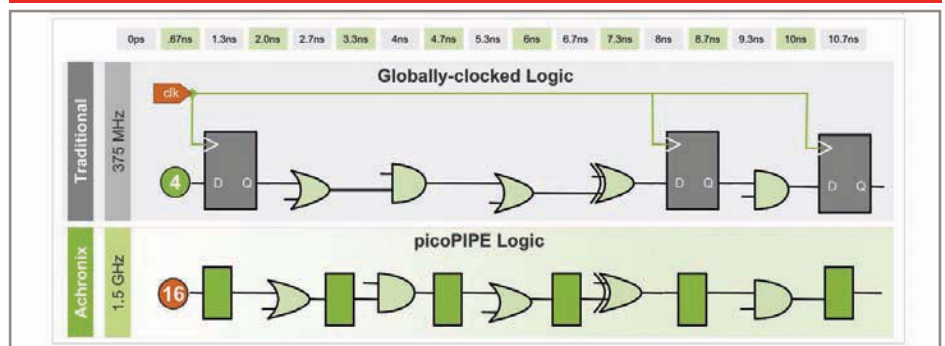 0ps .67ns 1.3ns 2.0ns 2.7ns 3.3ns 4ns 4.7ns 5.3ns 6ns 6.7ns 7.3ns 8ns 8.7ns 9.3ns 10ns 10.7ns
Traditional
375 MHz
Globally-clocked Logic
clk
4
D Q
D Q
D Q
Achronix
1.5 GHz
picoPIPE Logic
16